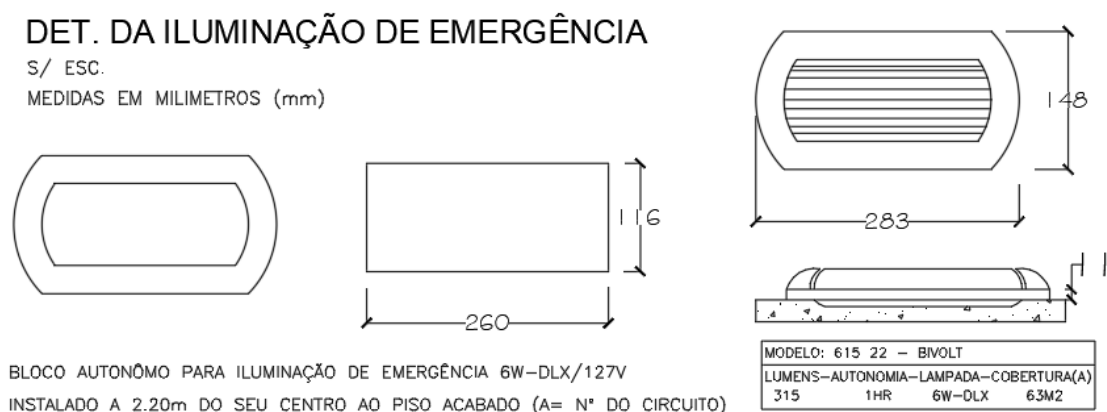 DET. DA ILUMINAÇÃO DE EMERGÊNCIA
S/ ESC.
MEDIDAS EM MILIMETROS (mm)
148
116
283
260
11
BLOCO AUTONÔMO PARA ILUMINAÇÃO DE EMERGÊNCIA 6W-DLX/127V
INSTALADO A 2.20m DO SEU CENTRO AO PISO ACABADO (A= N° DO CIRCUITO)
MODELO: 615 22 - BIVOLT
LUMENS-AUTONOMIA-LAMPADA-COBERTURA(A)
315 1HR 6W-DLX 63M2